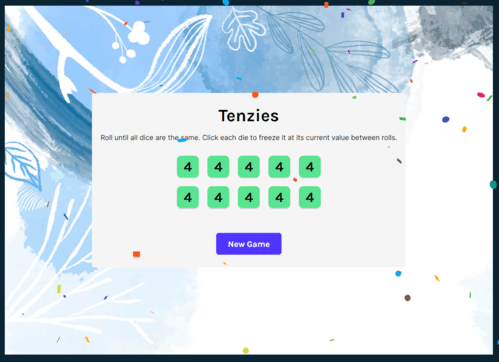 Tenzies
Roll until all dice are the same. Click each die to freeze it at its current value between rolls.
4 4 4 4 4
4 4 4 4 4
New Game